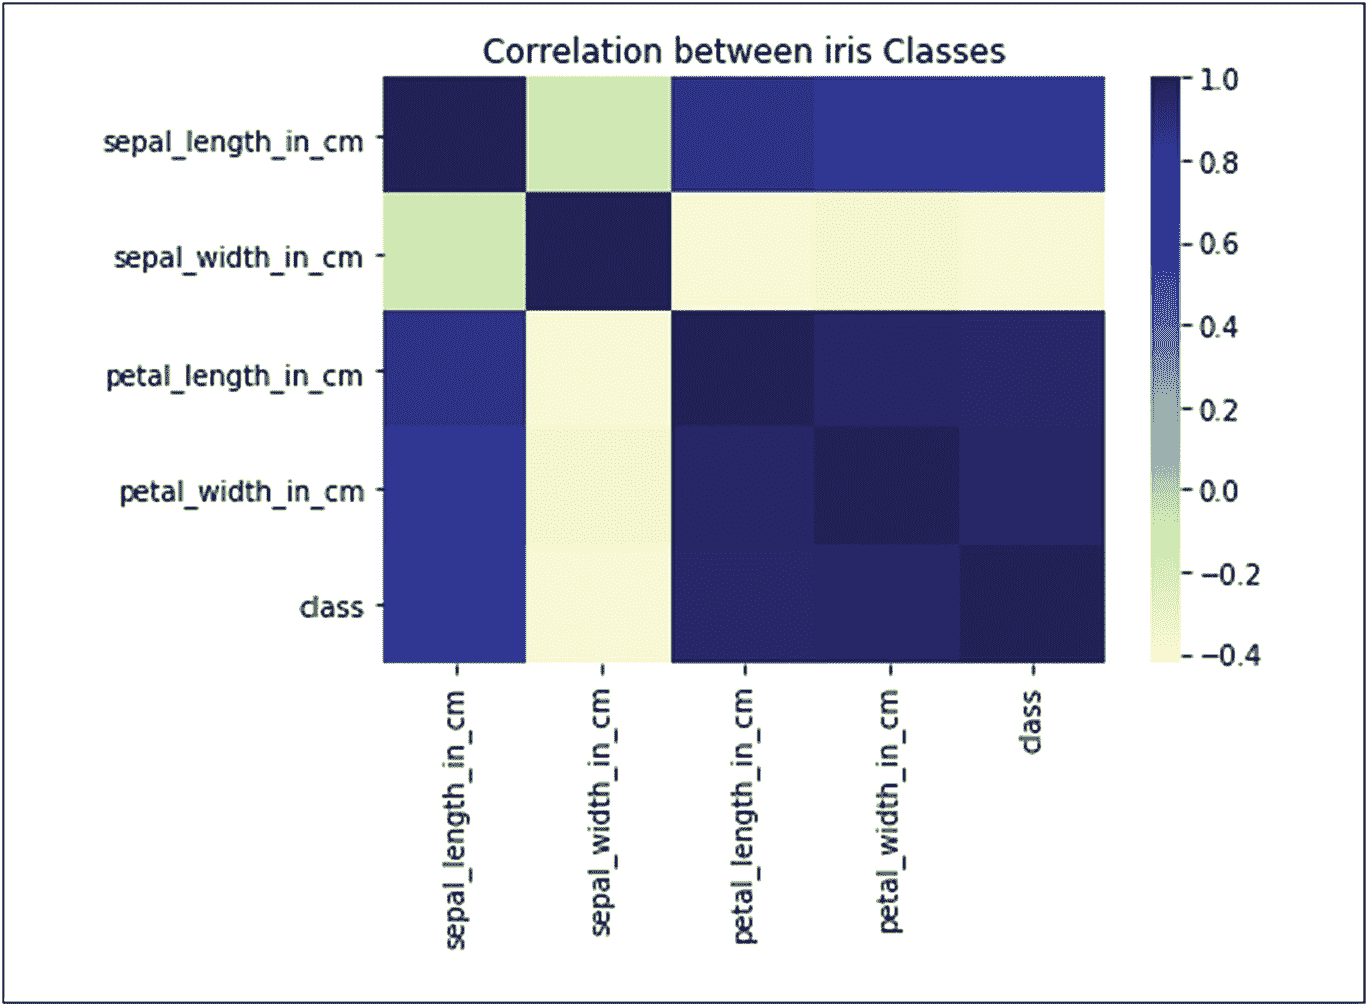 Correlation between iris Classes
sepal_length_in_cm
sepal_width_in_cm
petal_length_in_cm
petal_width_in_cm
class
sepal_length_in_cm
sepal_width_in_cm
petal_length_in_cm
petal_width_in_cm
class
1.0
0.8
0.6
0.4
0.2
0.0
−0.2
−0.4